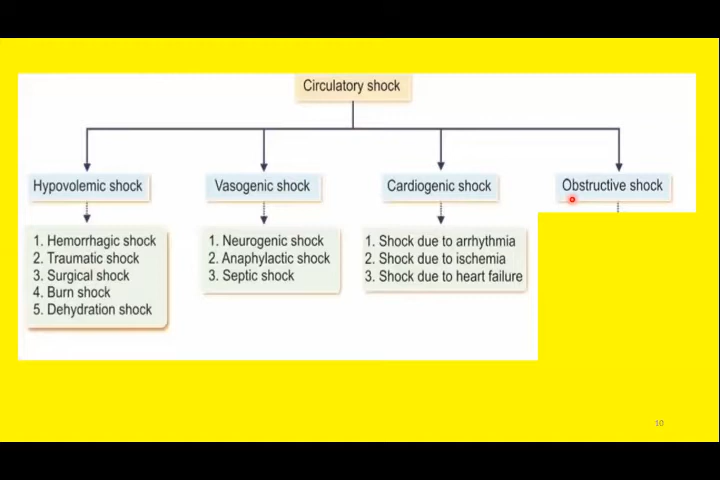 Circulatory shock
Hypovolemic shock
Vasogenic shock
Cardiogenic shock
Obstructive shock
1. Hemorrhagic shock
2. Traumatic shock
3. Surgical shock
4. Burn shock
5. Dehydration shock
1. Neurogenic shock
2. Anaphylactic shock
3. Septic shock
1. Shock due to arrhythmia
2. Shock due to ischemia
3. Shock due to heart failure
10